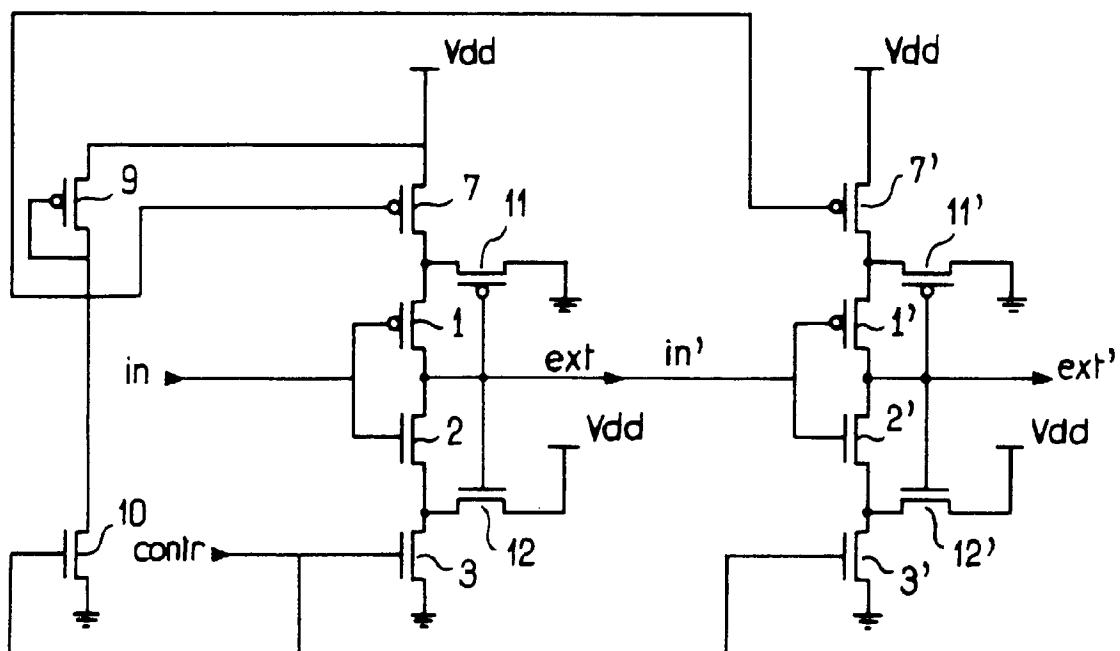 Vdd
Vdd
9
7
11
7'
11'
1
1'
in
ext
in'
ext'
2
Vdd
2'
Vdd
10
contr
3
12
3'
12'